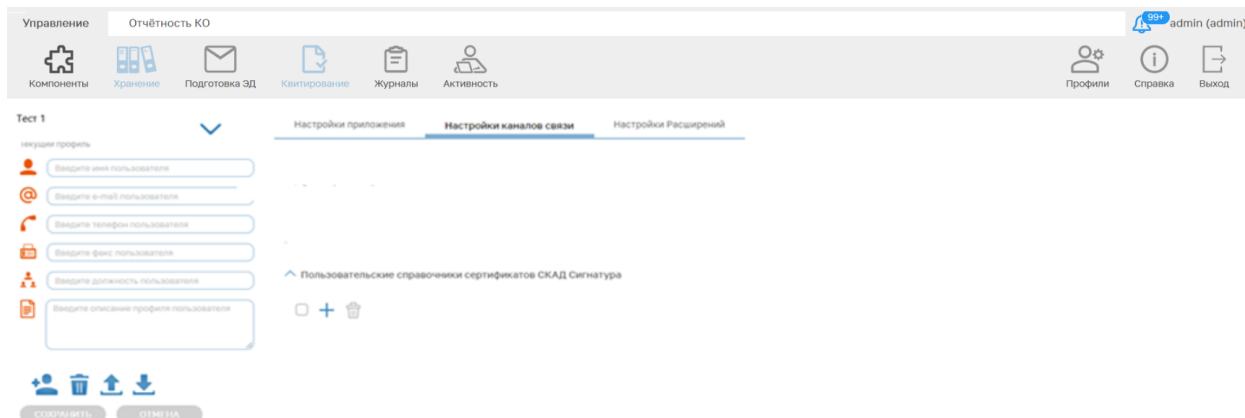 Управление Отчётность КО 99+ admin (admin)
Компоненты Хранение Подготовка ЭД Квитирование Журналы Активность Профили Справка Выход
Тест 1
Настройки приложения Настройки каналов связи Настройки Расширений
текущий профиль
Введите имя пользователя
Введите e-mail пользователя
Введите телефон пользователя
Введите факс пользователя
Введите должность пользователя
Пользовательские справочники сертификатов СКАД Сигнатура
Введите описание профиля пользователя
СОХРАНИТЬ ОТМЕНА